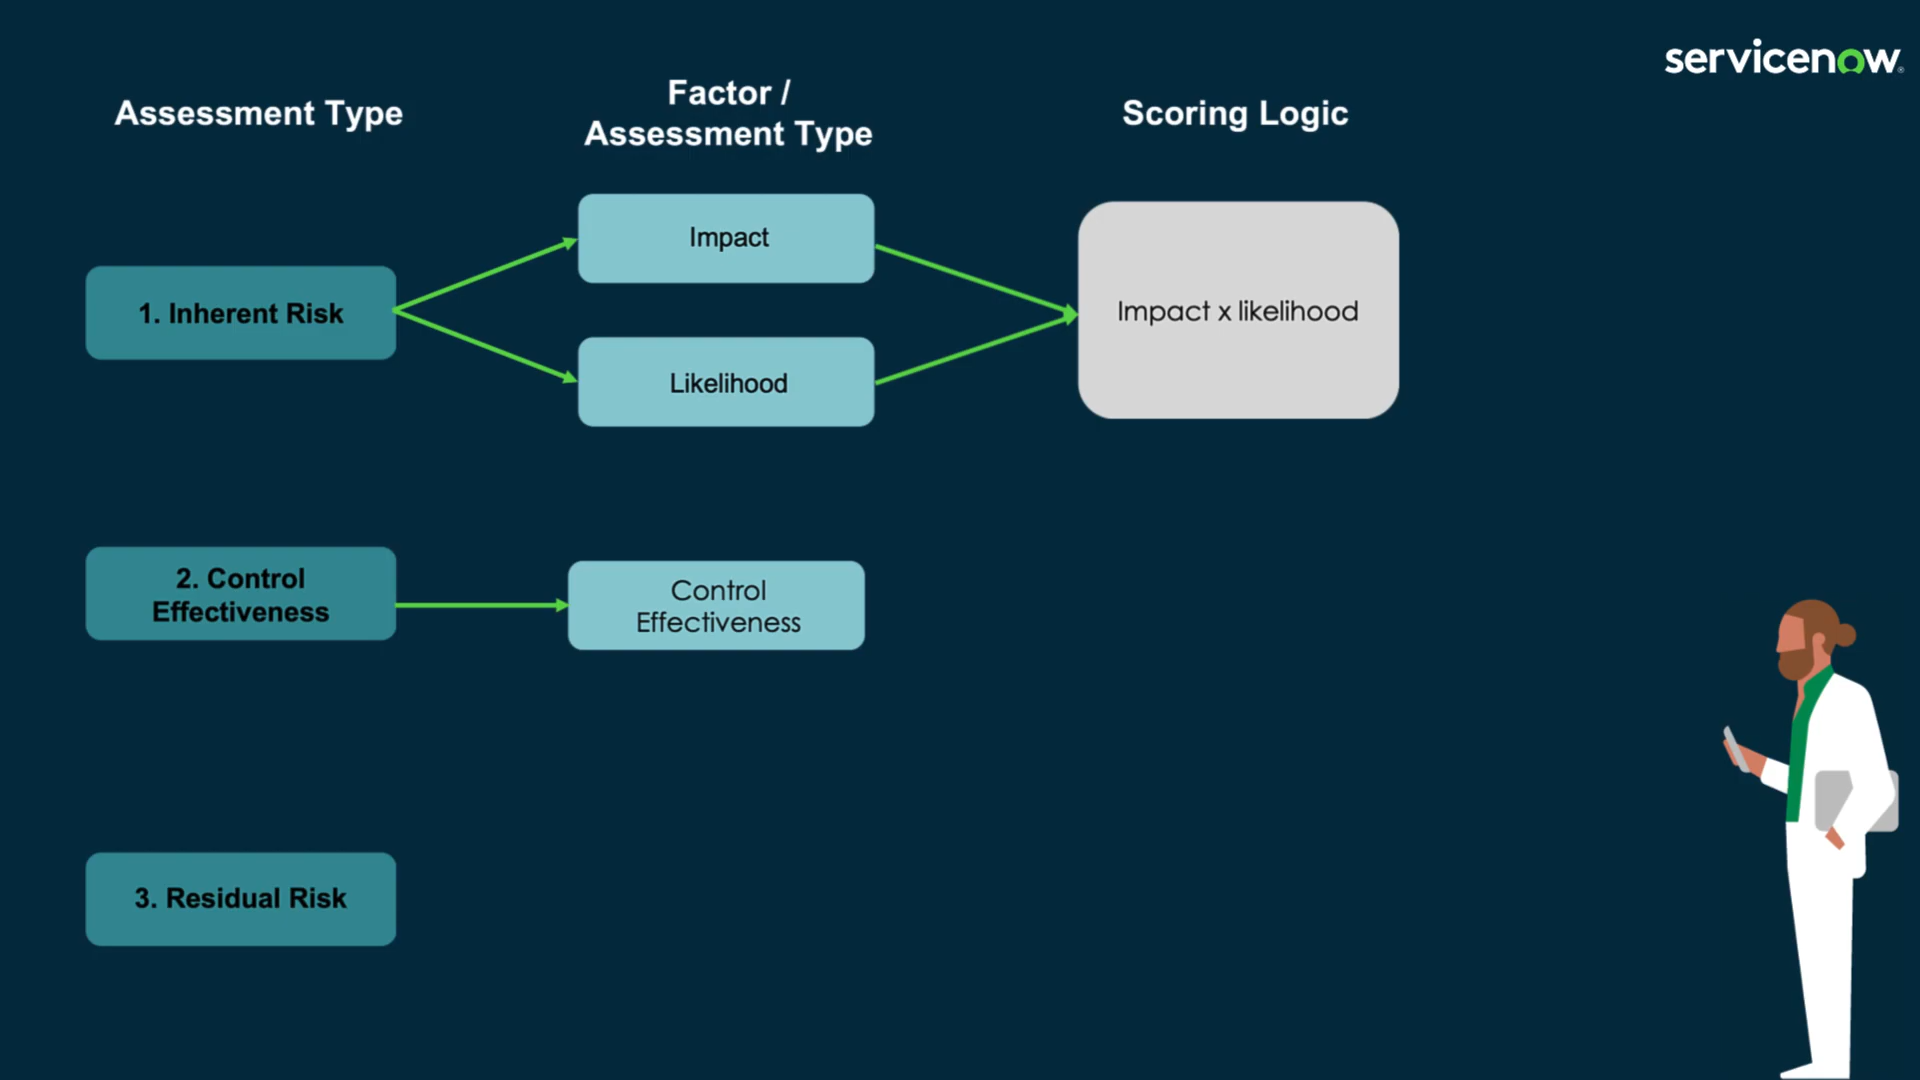 servicenow
Assessment Type
Factor /
Assessment Type
Scoring Logic
1. Inherent Risk
Impact
Likelihood
Impact x likelihood
2. Control
Effectiveness
Control
Effectiveness
3. Residual Risk